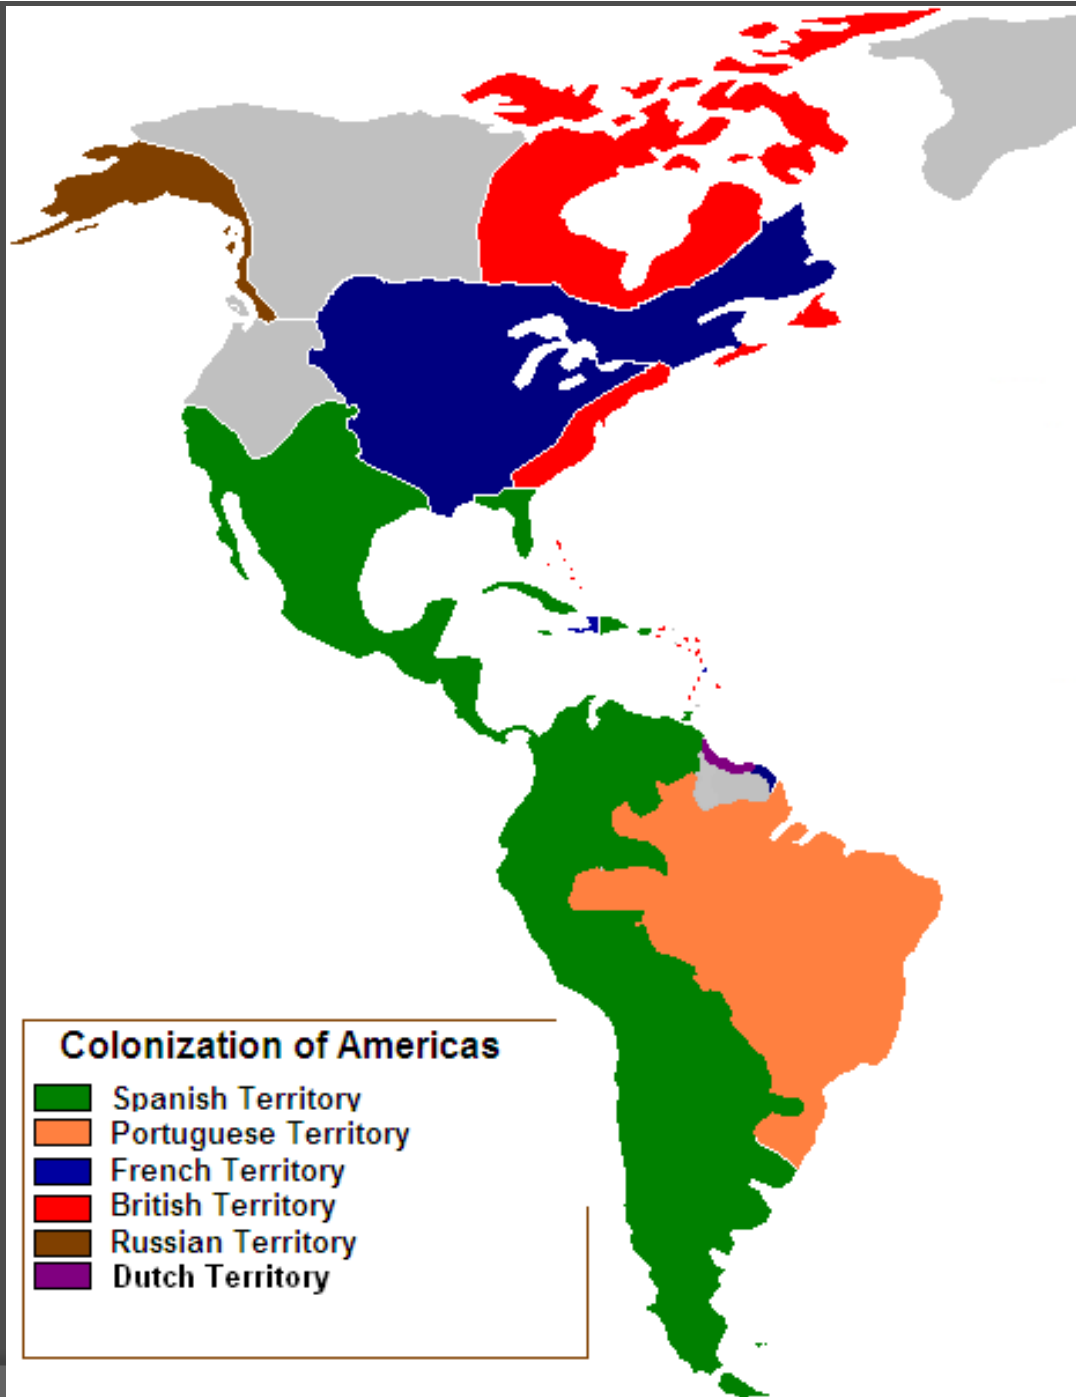 Colonization of Americas
Spanish Territory
Portuguese Territory
French Territory
British Territory
Russian Territory
Dutch Territory